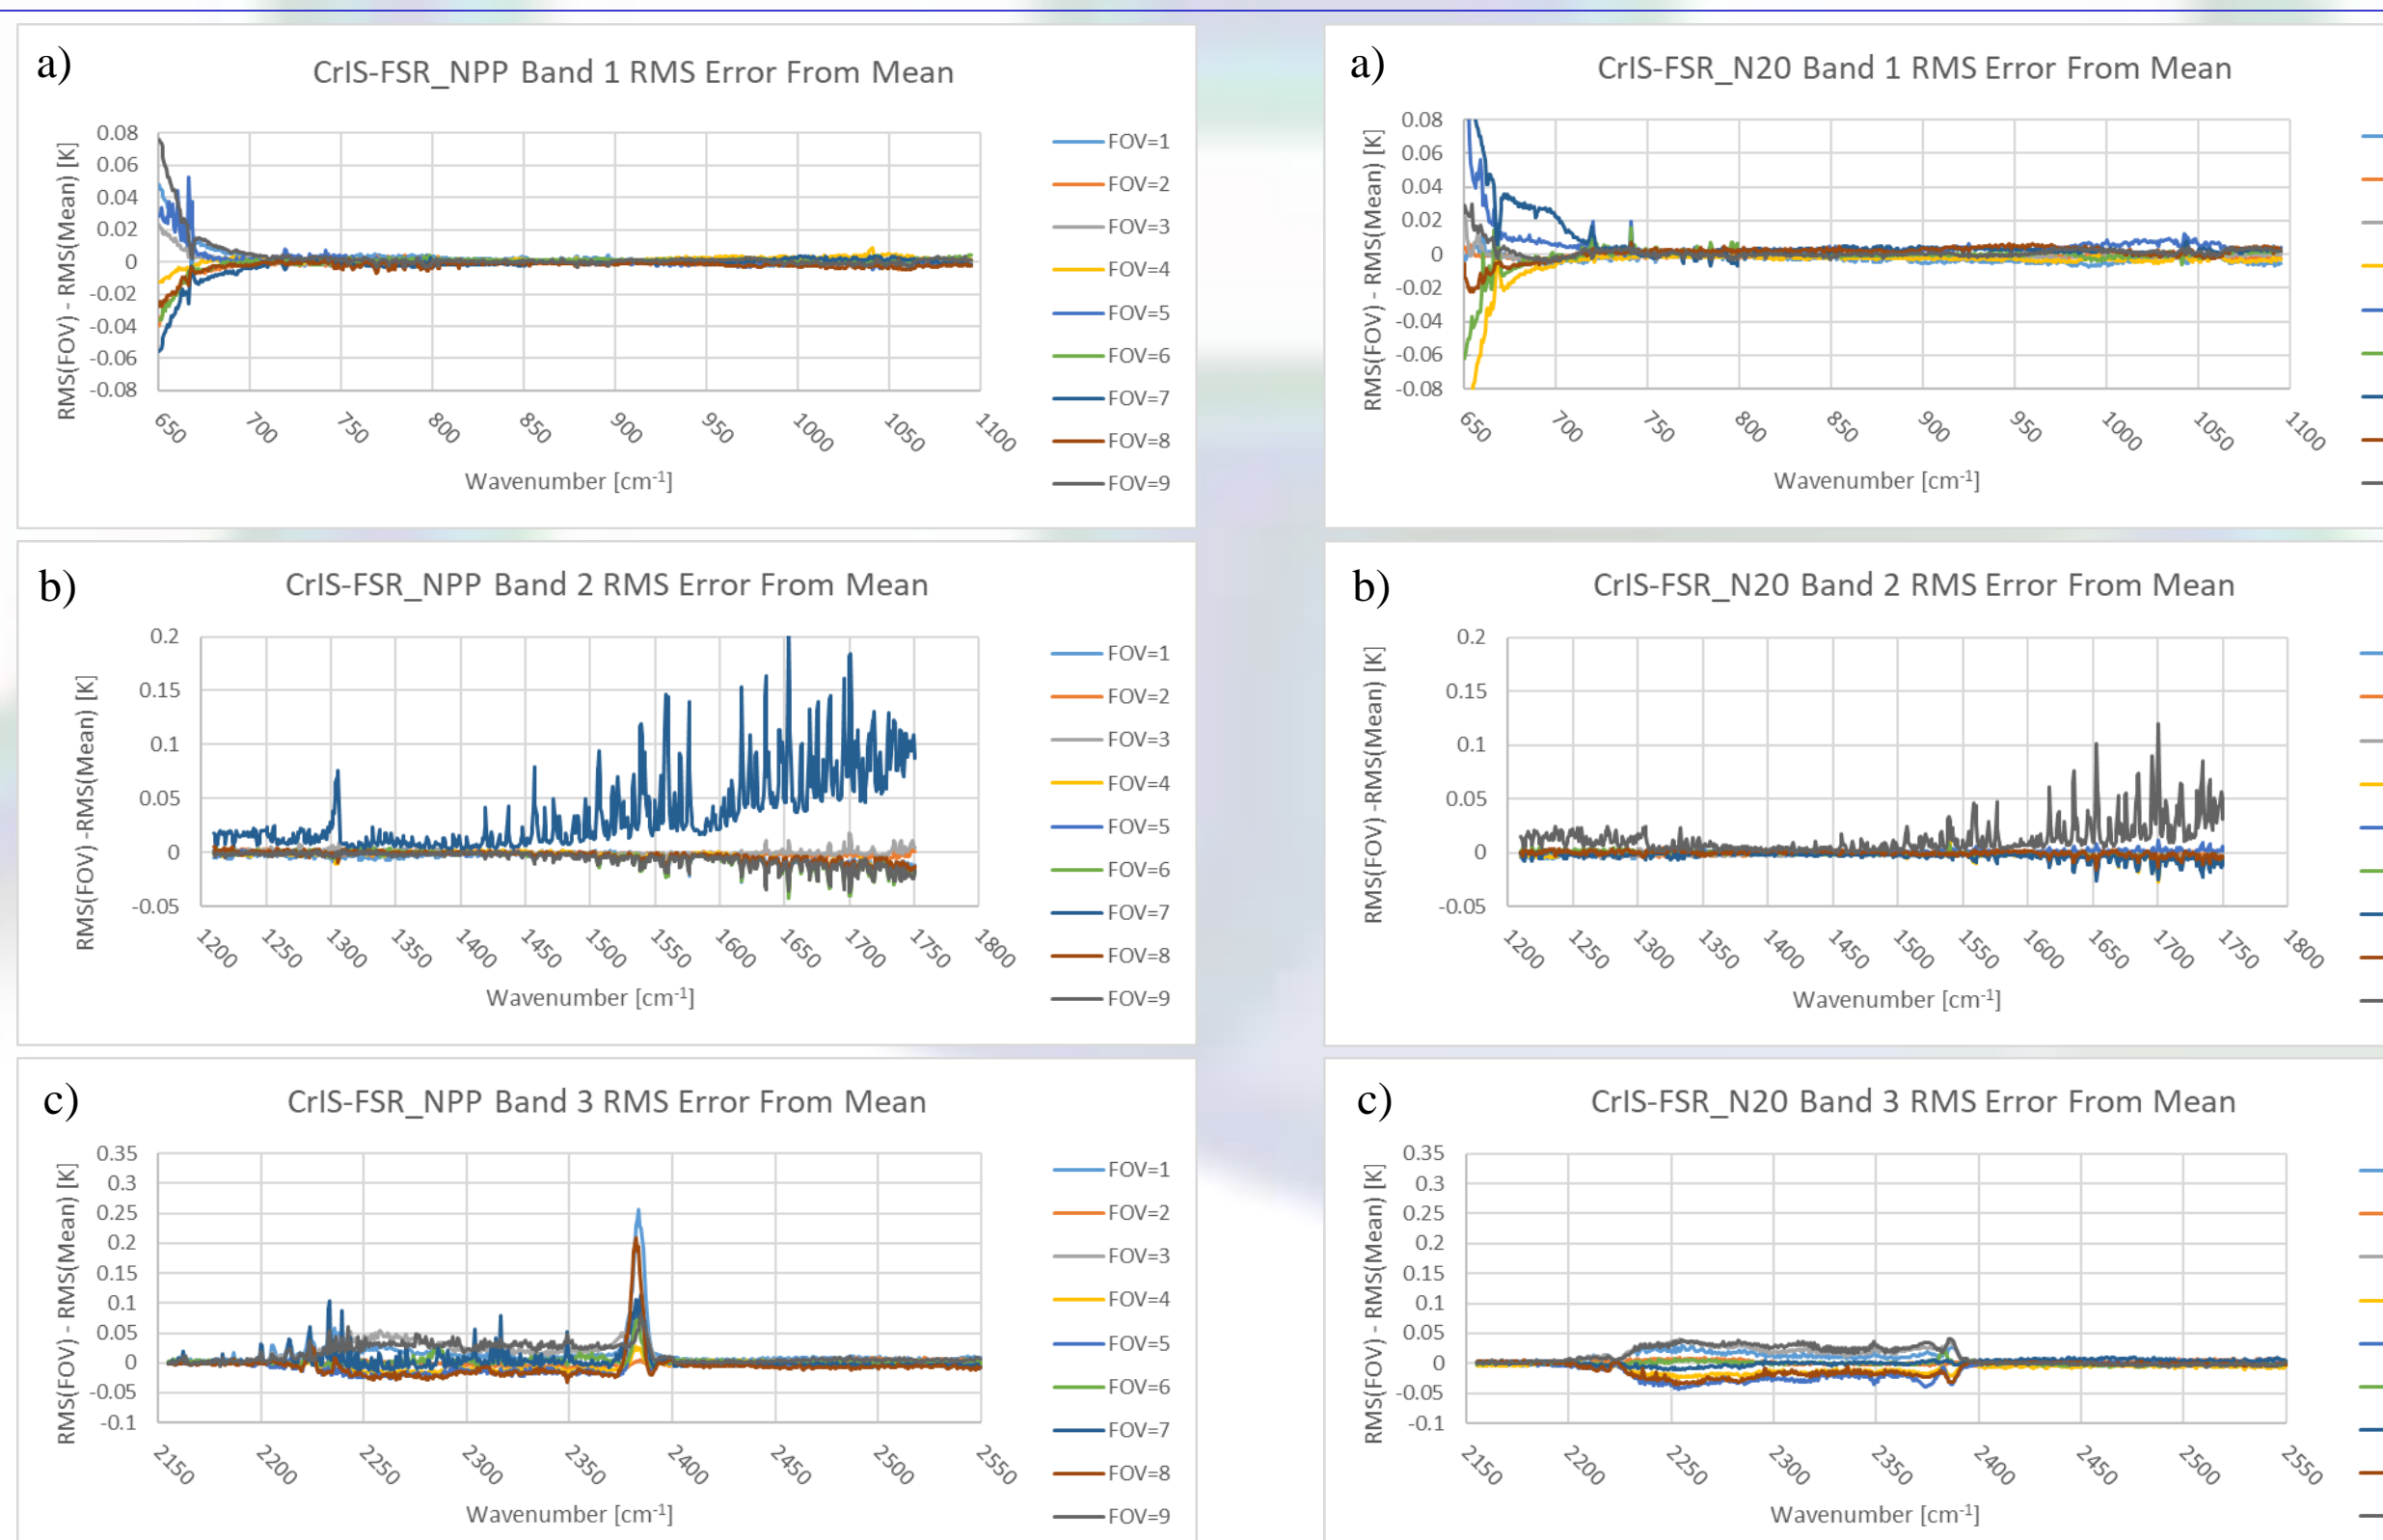 a)
CrIS-FSR_NPP Band 1 RMS Error From Mean
RMS(FOV) - RMS(Mean) [K]
0.08
0.06
0.04
0.02
0
-0.02
-0.04
-0.06
-0.08
650 700 750 800 850 900 950 1000 1050 1100
Wavenumber [cm-1]
FOV=1
FOV=2
FOV=3
FOV=4
FOV=5
FOV=6
FOV=7
FOV=8
FOV=9
a)
CrIS-FSR_N20 Band 1 RMS Error From Mean
RMS(FOV) - RMS(Mean) [K]
0.08
0.06
0.04
0.02
0
-0.02
-0.04
-0.06
-0.08
650 700 750 800 850 900 950 1000 1050 1100
Wavenumber [cm-1]
b)
CrIS-FSR_NPP Band 2 RMS Error From Mean
RMS(FOV) -RMS(Mean) [K]
0.2
0.15
0.1
0.05
0
-0.05
1200 1250 1300 1350 1400 1450 1500 1550 1600 1650 1700 1750 1800
Wavenumber [cm-1]
FOV=1
FOV=2
FOV=3
FOV=4
FOV=5
FOV=6
FOV=7
FOV=8
FOV=9
b)
CrIS-FSR_N20 Band 2 RMS Error From Mean
RMS(FOV) -RMS(Mean) [K]
0.2
0.15
0.1
0.05
0
-0.05
1200 1250 1300 1350 1400 1450 1500 1550 1600 1650 1700 1750 1800
Wavenumber [cm-1]
c)
CrIS-FSR_NPP Band 3 RMS Error From Mean
RMS(FOV) - RMS(Mean) [K]
0.35
0.3
0.25
0.2
0.15
0.1
0.05
0
-0.05
-0.1
2150 2200 2250 2300 2350 2400 2450 2500 2550
Wavenumber [cm-1]
FOV=1
FOV=2
FOV=3
FOV=4
FOV=5
FOV=6
FOV=7
FOV=8
FOV=9
c)
CrIS-FSR_N20 Band 3 RMS Error From Mean
RMS(FOV) - RMS(Mean) [K]
0.35
0.3
0.25
0.2
0.15
0.1
0.05
0
-0.05
-0.1
2150 2200 2250 2300 2350 2400 2450 2500 2550
Wavenumber [cm-1]